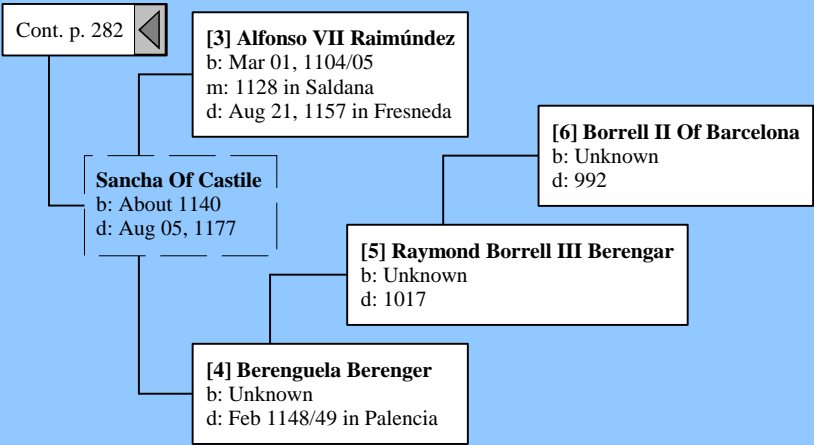 Cont. p. 282
[3] Alfonso VII Raimúndez
b: Mar 01, 1104/05
m: 1128 in Saldana
d: Aug 21, 1157 in Fresneda
[6] Borrell II Of Barcelona
b: Unknown
d: 992
Sancha Of Castile
b: About 1140
d: Aug 05, 1177
[5] Raymond Borrell III Berengar
b: Unknown
d: 1017
[4] Berenguela Berenger
b: Unknown
d: Feb 1148/49 in Palencia